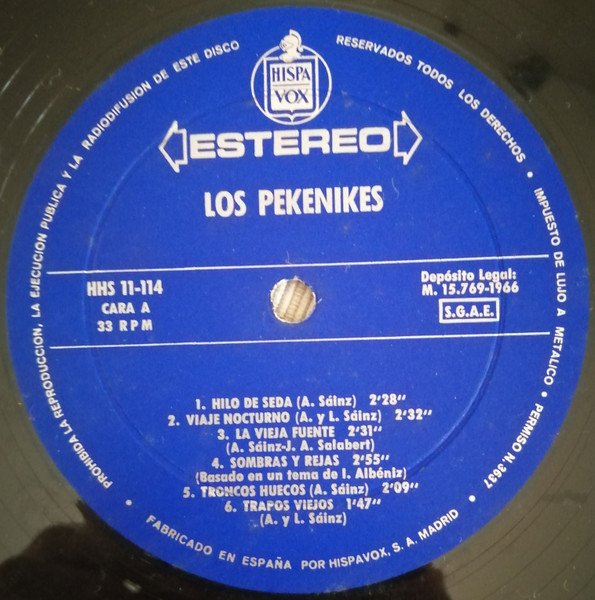 HISPA
VOX
ESTEREO
LOS PEKENIKES
HHS 11-114
CARA A
33 RPM
Depósito Legal:
M. 15.769-1966
S.G.A.E.
1. HILO DE SEDA (A. Sáinz) 2'28"
2. VIAJE NOCTURNO (A. y L. Sáinz) 2'32"
3. LA VIEJA FUENTE 2'31"
(A. Sáinz-J. A. Salabert)
4. SOMBRAS Y REJAS 2'55"
(Basado en un tema de I. Albéniz)
5. TRONCOS HUECOS (A. Sáinz) 2'09"
6. TRAPOS VIEJOS 1'47"
(A. y L. Sáinz)
PROHIBIDA LA REPRODUCCION, LA EJECUCION PUBLICA Y LA RADIODIFUSION DE ESTE DISCO
RESERVADOS TODOS LOS DERECHOS • IMPUESTO DE LUJO A METALICO • PERMISO N. 3637 •
FABRICADO EN ESPAÑA POR HISPAVOX, S. A. MADRID •